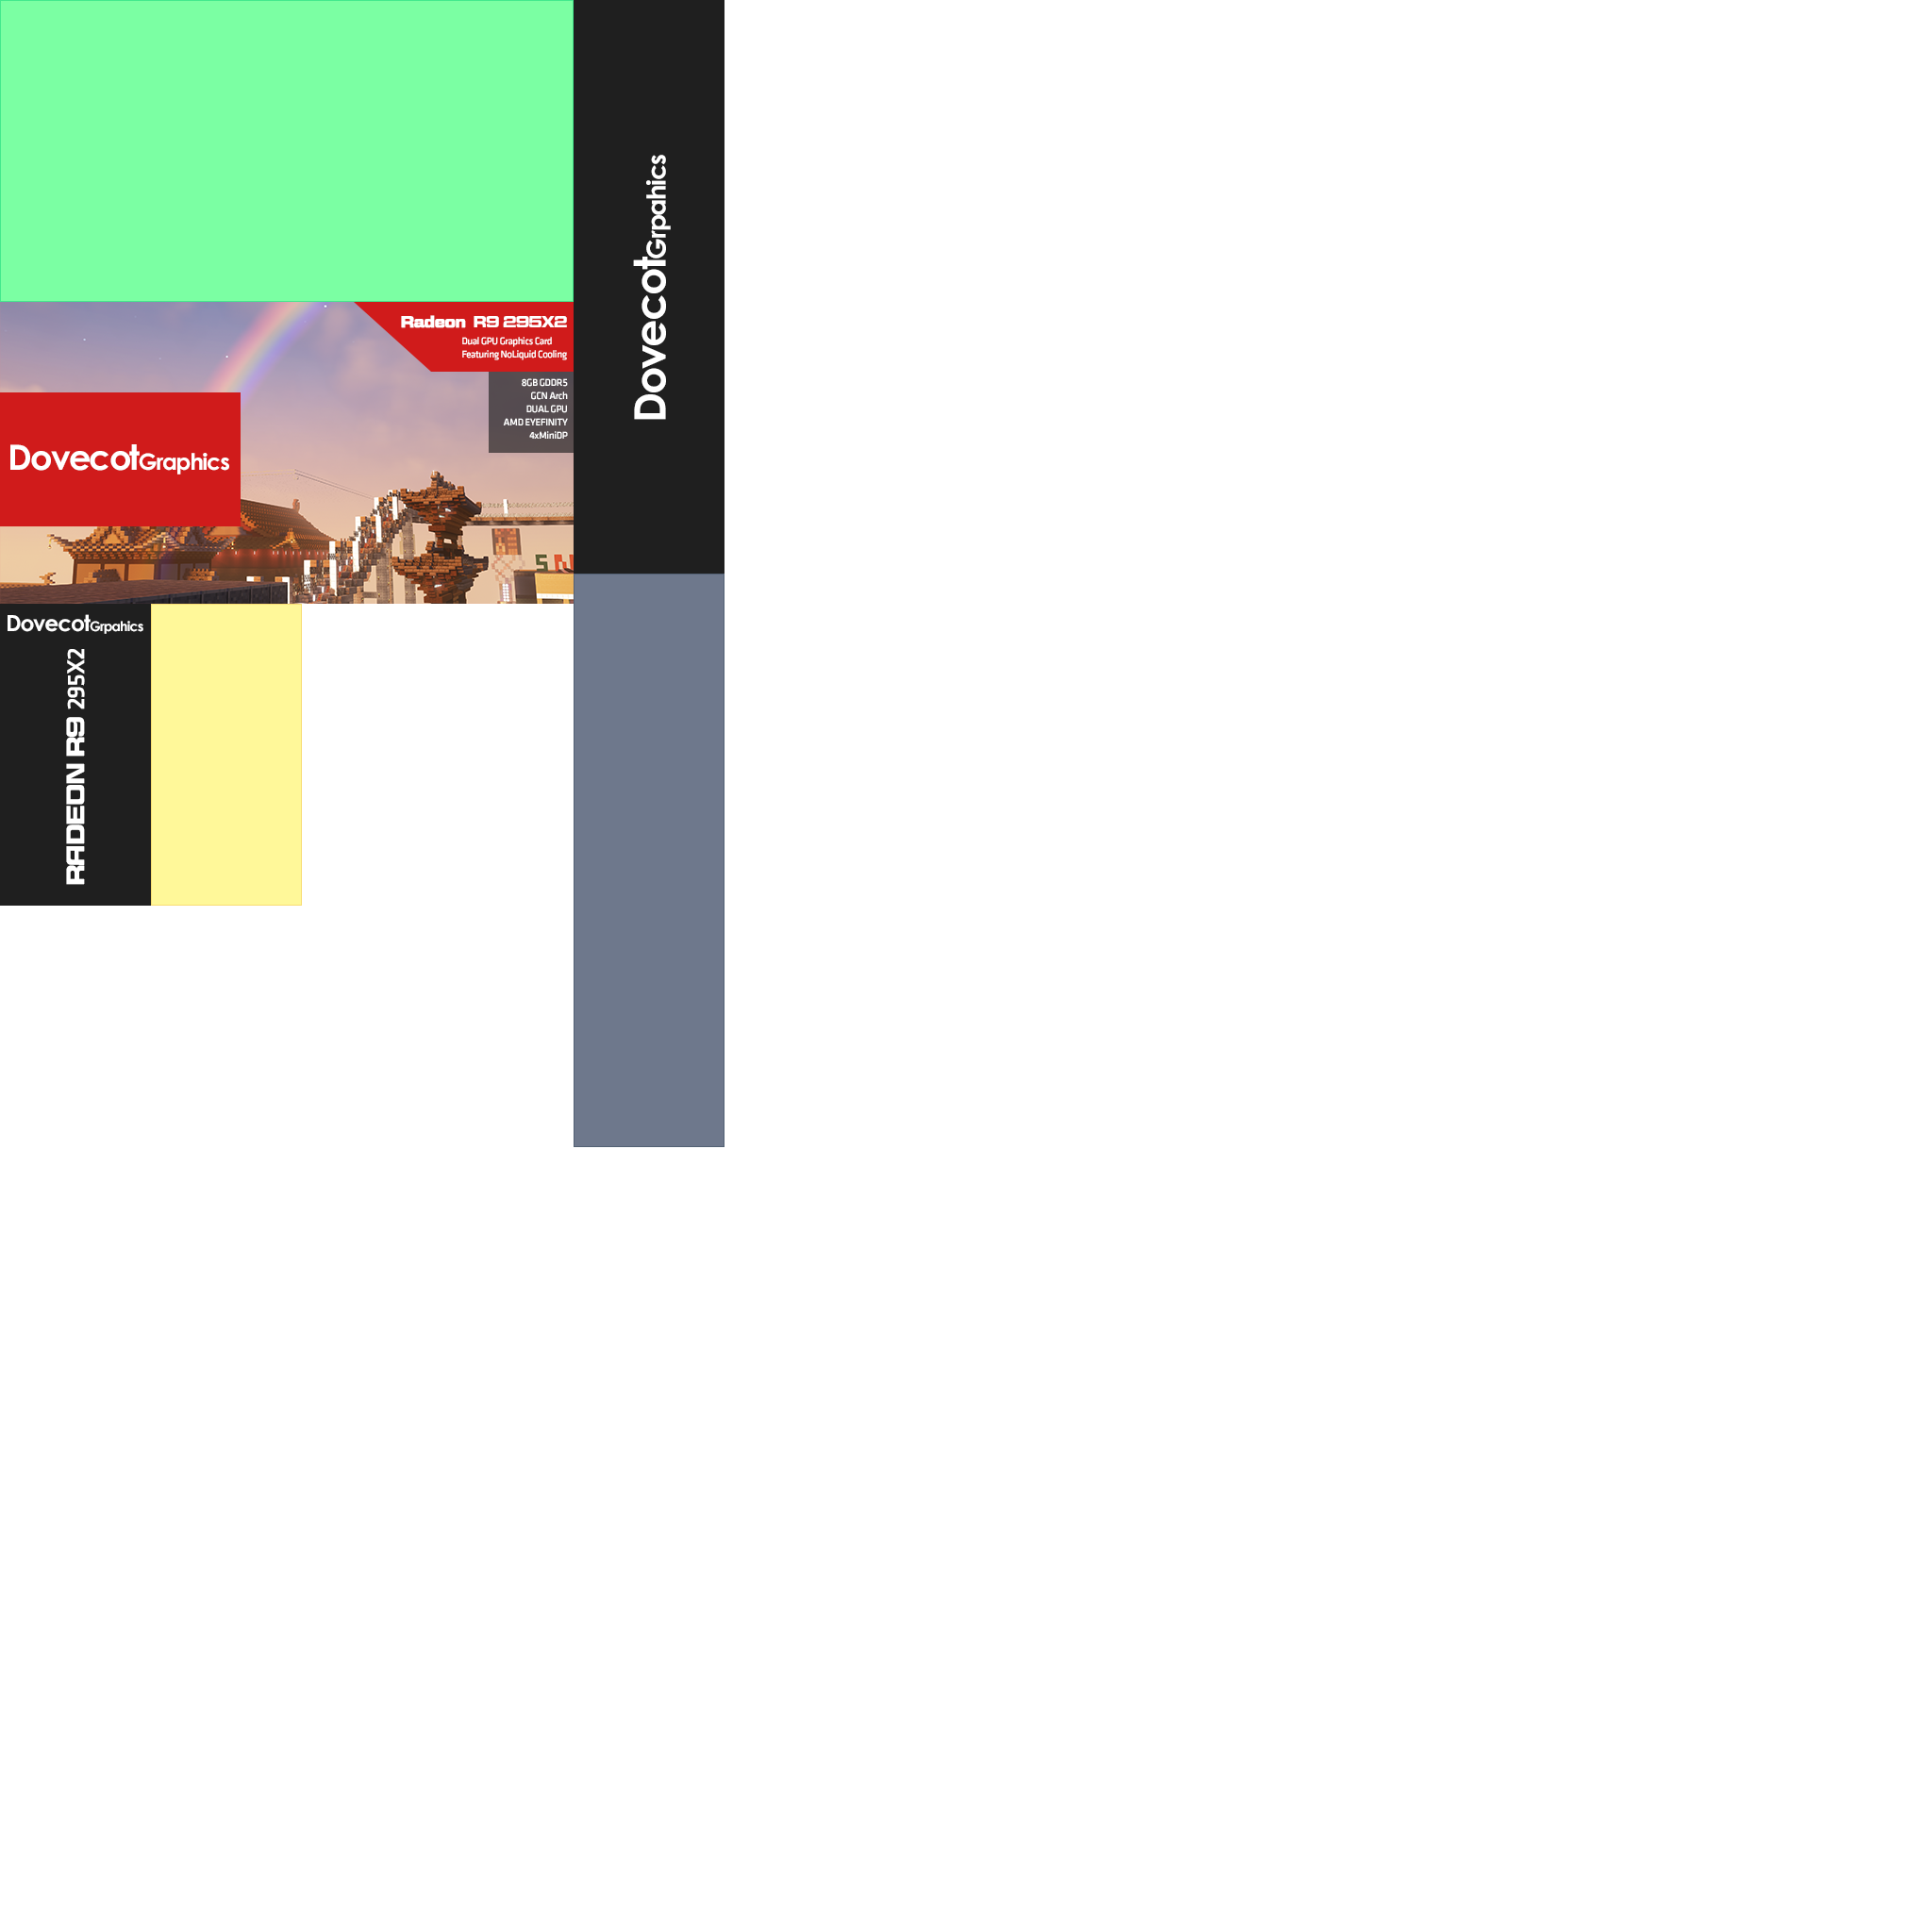 DovecotGrpahics
Radeon R9 295X2
Dual GPU Graphics Card
Featuring NoLiquid Cooling
8GB GDDR5
GCN Arch
DUAL GPU
AMD EYEFINITY
4xMiniDP
DovecotGraphics
S N
DovecotGrpahics
RADEON R9 295X2